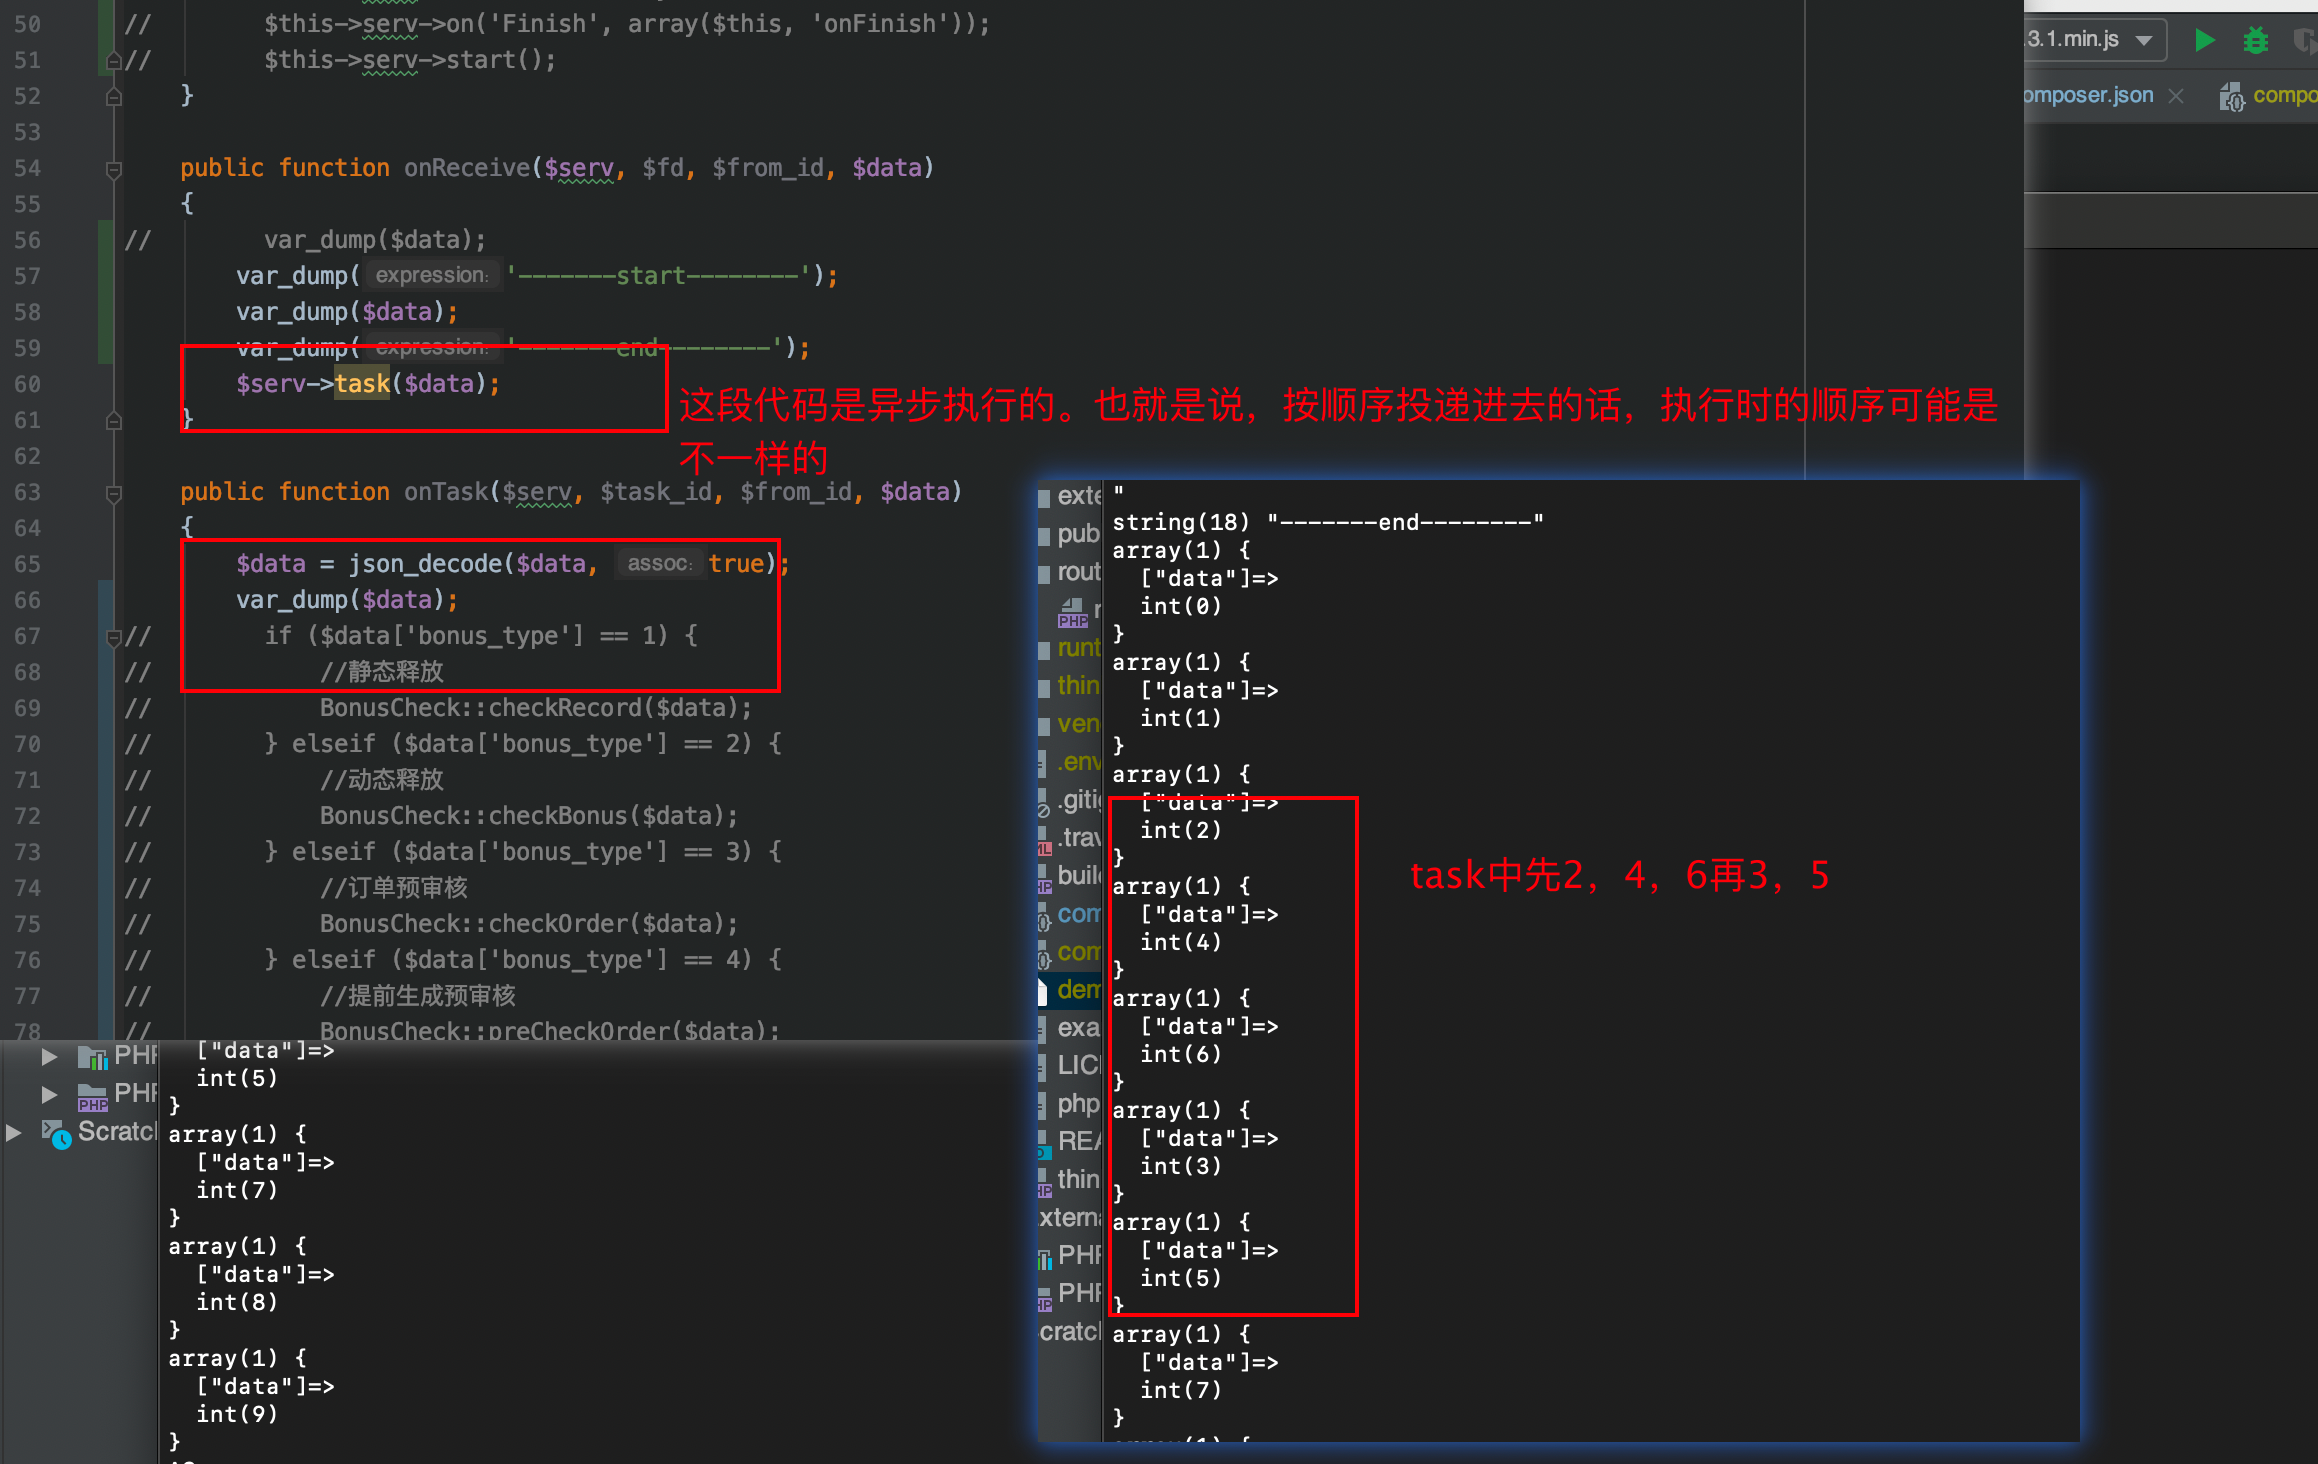 50 //        $this->serv->on('Finish', array($this, 'onFinish'));
51 //        $this->serv->start();
52     }
53
54     public function onReceive($serv, $fd, $from_id, $data)
55     {
56 //        var_dump($data);
57         var_dump( expression: '-------start--------');
58         var_dump($data);
59         var_dump( expression: '-------end--------');
60         $serv->task($data);
61     }
这段代码是异步执行的。也就是说，按顺序投递进去的话，执行时的顺序可能是
不一样的
62
63     public function onTask($serv, $task_id, $from_id, $data)
64     {
65         $data = json_decode($data, assoc: true);
66         var_dump($data);
67 //        if ($data['bonus_type'] == 1) {
68 //            //静态释放
69 //            BonusCheck::checkRecord($data);
70 //        } elseif ($data['bonus_type'] == 2) {
71 //            //动态释放
72 //            BonusCheck::checkBonus($data);
73 //        } elseif ($data['bonus_type'] == 3) {
74 //            //订单预审核
75 //            BonusCheck::checkOrder($data);
76 //        } elseif ($data['bonus_type'] == 4) {
77 //            //提前生成预审核
78 //            BonusCheck::preCheckOrder($data);
PHP
PHP
Scratch
["data"]=>
int(5)
}
array(1) {
["data"]=>
int(7)
}
array(1) {
["data"]=>
int(8)
}
array(1) {
["data"]=>
int(9)
}
.3.1.min.js
omposer.json
compo
exte
pub
rout
PHP r
runt
thin
ven
.env
.gitig
.trav
build
com
com
dem
exa
LICE
php
REA
thin
xterna
PHP
PHP
cratch
"
string(18) "-------end--------"
array(1) {
["data"]=>
int(0)
}
array(1) {
["data"]=>
int(1)
}
array(1) {
["data"]=>
int(2)
}
array(1) {
["data"]=>
int(4)
}
array(1) {
["data"]=>
int(6)
}
array(1) {
["data"]=>
int(3)
}
array(1) {
["data"]=>
int(5)
}
array(1) {
["data"]=>
int(7)
}
array(1) {
task中先2，4，6再3，5